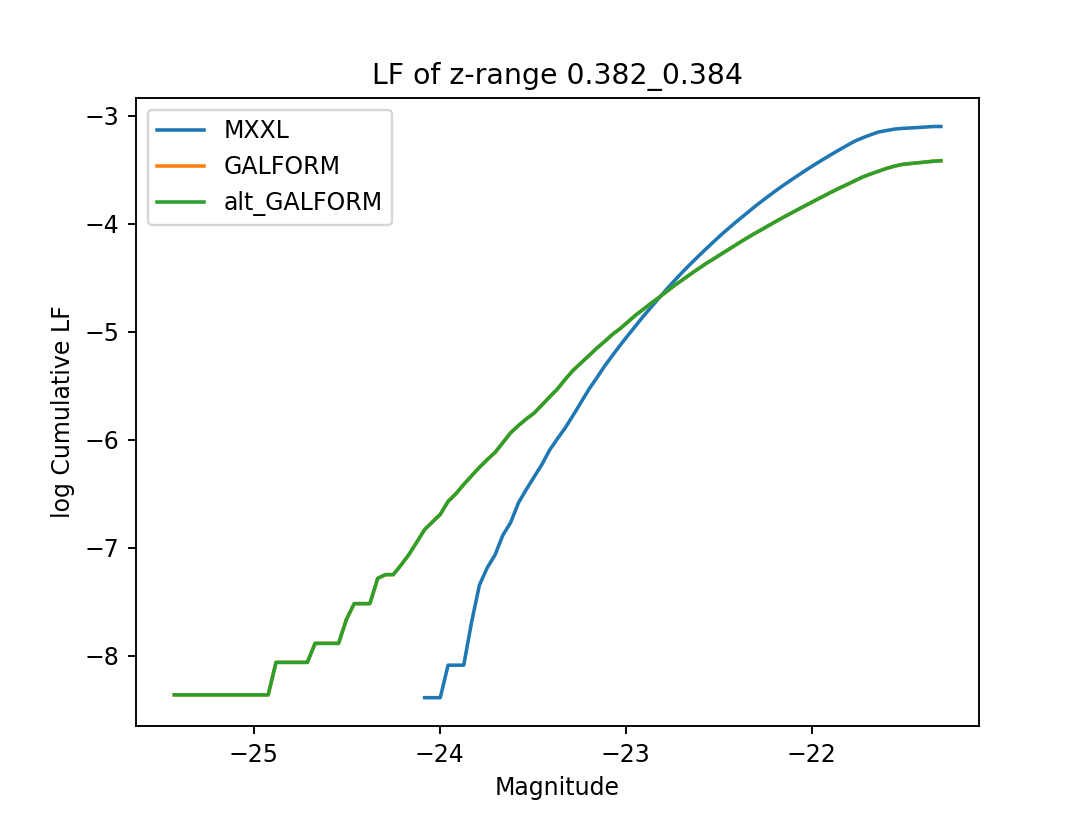 LF of z-range 0.382_0.384
MXXL
GALFORM
alt_GALFORM
log Cumulative LF
−3
−4
−5
−6
−7
−8
−25
−24
−23
−22
Magnitude